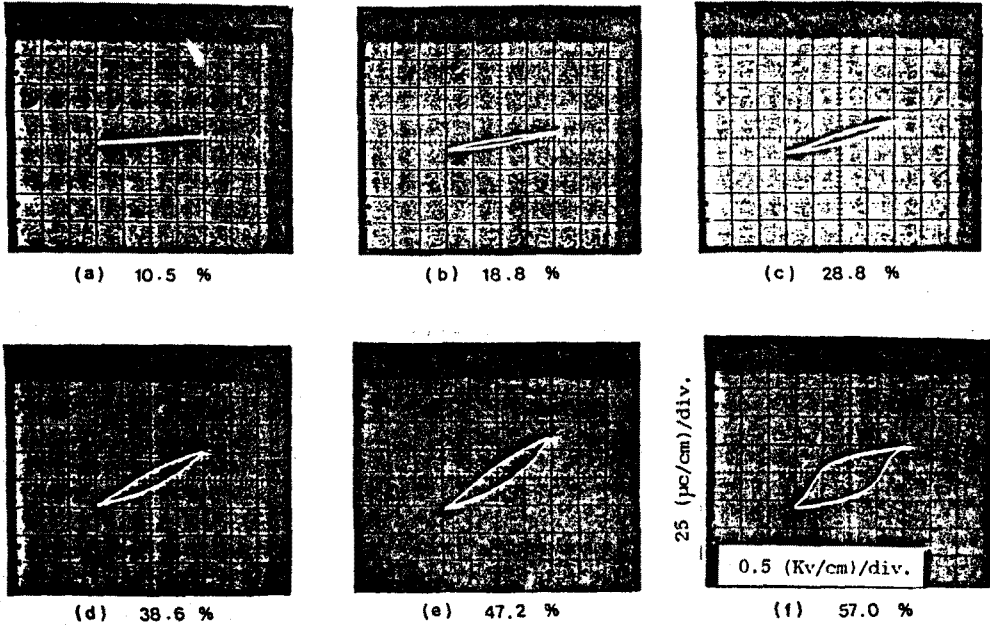 (a) 10.5 %
(b) 18.8 %
(c) 28.8 %
25 (µc/cm)/div.
0.5 (Kv/cm)/div.
(d) 38.6 %
(e) 47.2 %
(f) 57.0 %